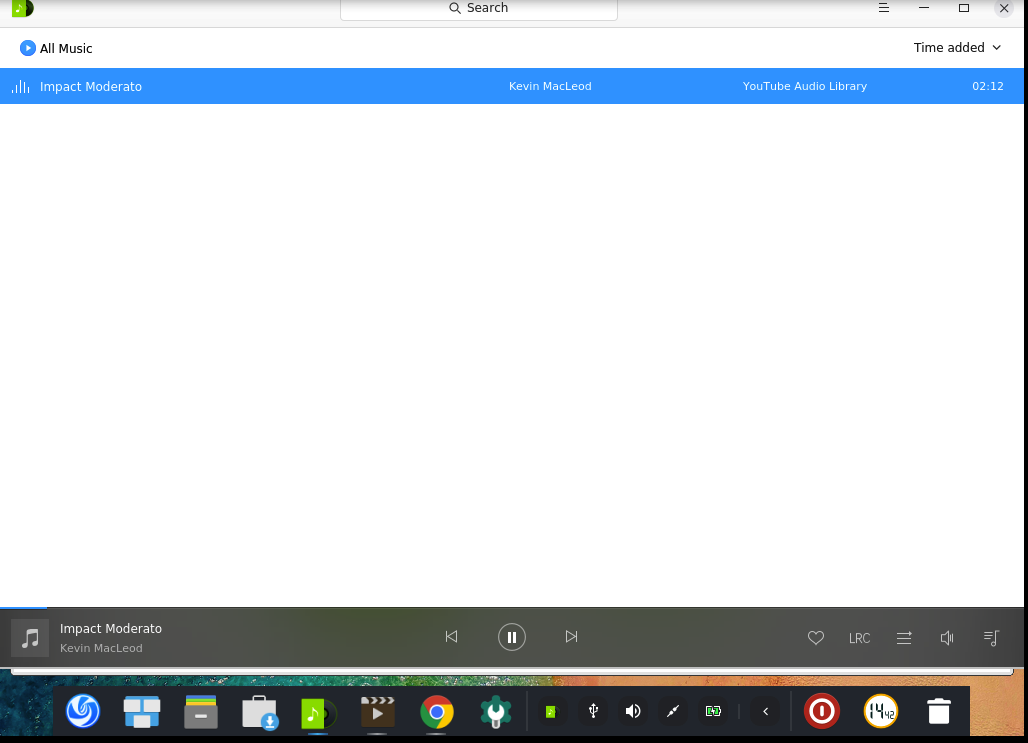 Search
All Music
Time added
Impact Moderato Kevin MacLeod YouTube Audio Library 02:12
Impact Moderato
Kevin MacLeod
LRC
14 42